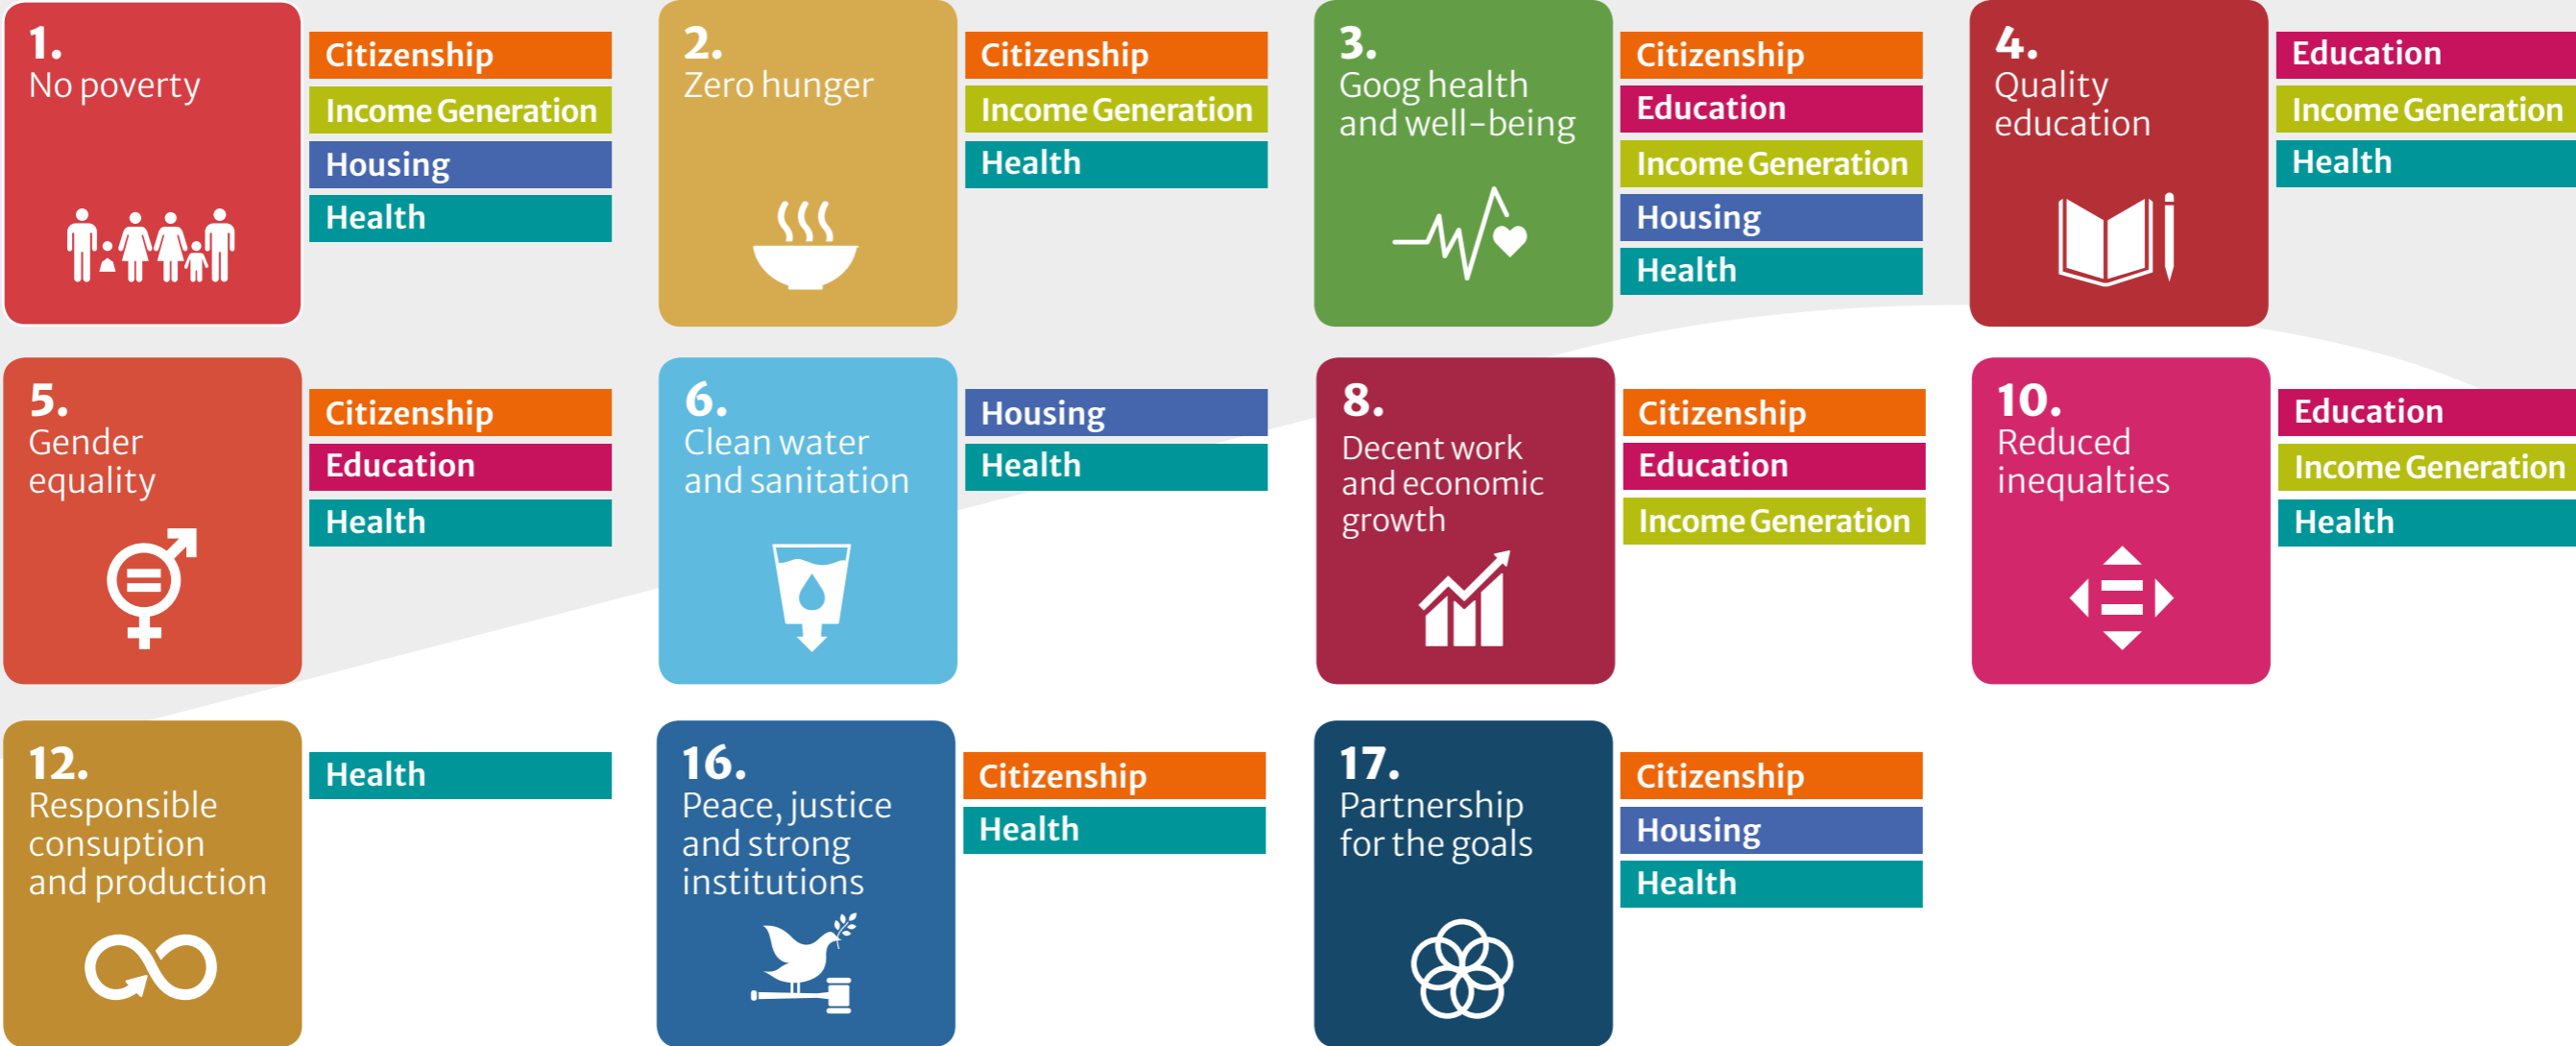 1.
No poverty
Citizenship
Income Generation
Housing
Health
2.
Zero hunger
Citizenship
Income Generation
Health
3.
Goog health
and well-being
Citizenship
Education
Income Generation
Housing
Health
4.
Quality
education
Education
Income Generation
Health
5.
Gender
equality
Citizenship
Education
Health
6.
Clean water
and sanitation
Housing
Health
8.
Decent work
and economic
growth
Citizenship
Education
Income Generation
10.
Reduced
inequalties
Education
Income Generation
Health
12.
Responsible
consuption
and production
Health
16.
Peace, justice
and strong
institutions
Citizenship
Health
17.
Partnership
for the goals
Citizenship
Housing
Health